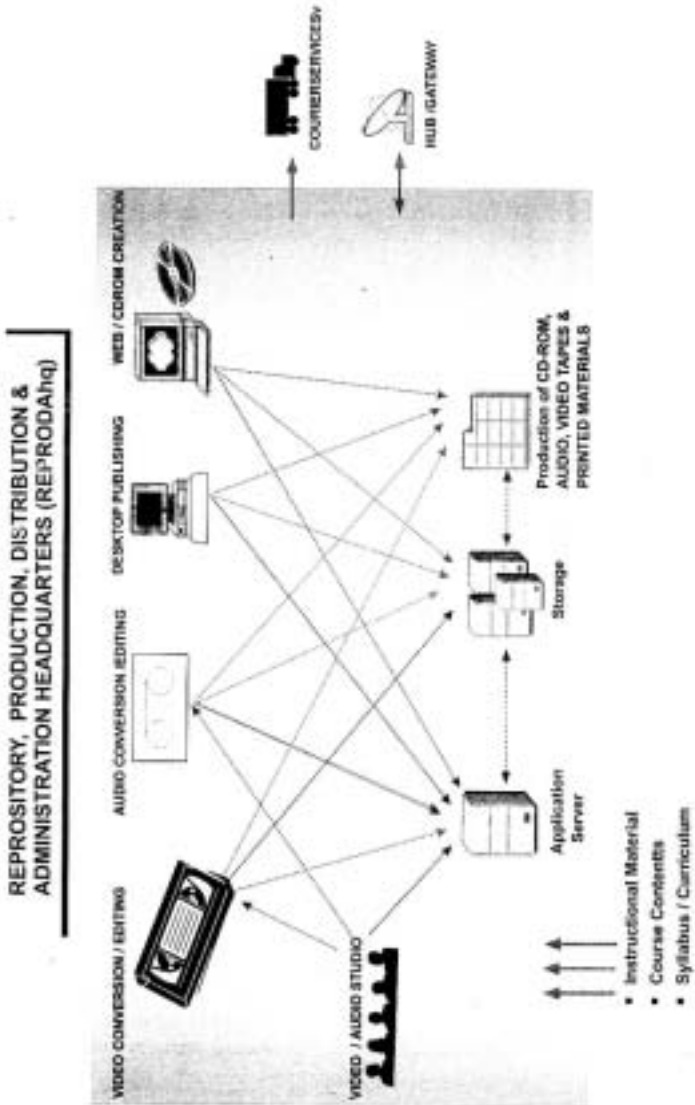 REPROSITORY, PRODUCTION, DISTRIBUTION &
ADMINISTRATION HEADQUARTERS (REPRODAhq)
VIDEO CONVERSION / EDITING
AUDIO CONVERSION /EDITING
DESKTOP PUBLISHING
WEB / CDROM CREATION
COURIERSERVICESv
HUB /GATEWAY
VIDEO / AUDIO STUDIO
Application
Server
Storage
Production of CD-ROM,
AUDIO, VIDEO TAPES &
PRINTED MATERIALS
▪ Instructional Material
▪ Course Contentts
▪ Syllabus / Curriculum